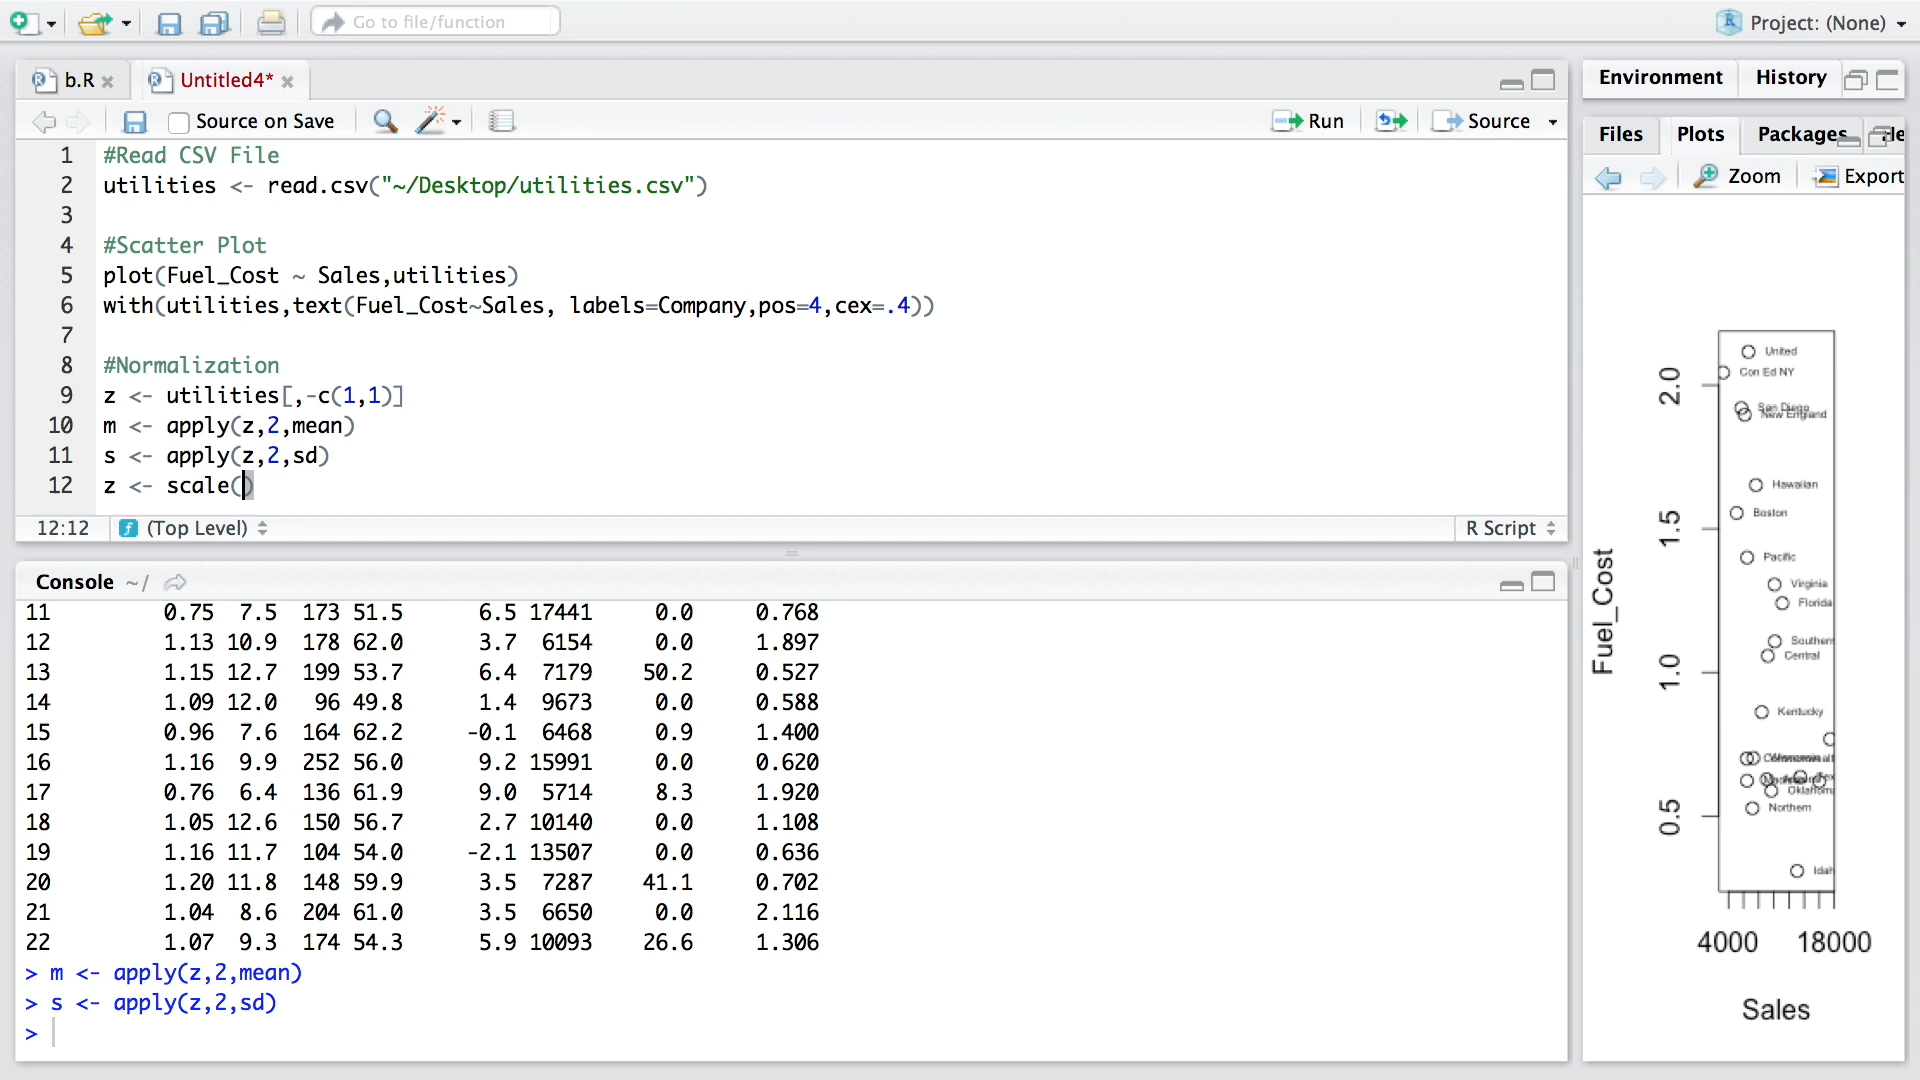 Go to file/function
Project: (None)
b.R
Untitled4*
Source on Save
Run
Source
1 #Read CSV File
2 utilities <- read.csv("~/Desktop/utilities.csv")
3
4 #Scatter Plot
5 plot(Fuel_Cost ~ Sales,utilities)
6 with(utilities,text(Fuel_Cost~Sales, labels=Company,pos=4,cex=.4))
7
8 #Normalization
9 z <- utilities[,-c(1,1)]
10 m <- apply(z,2,mean)
11 s <- apply(z,2,sd)
12 z <- scale()
12:12
(Top Level)
R Script
Console ~/
11 0.75 7.5 173 51.5 6.5 17441 0.0 0.768
12 1.13 10.9 178 62.0 3.7 6154 0.0 1.897
13 1.15 12.7 199 53.7 6.4 7179 50.2 0.527
14 1.09 12.0 96 49.8 1.4 9673 0.0 0.588
15 0.96 7.6 164 62.2 -0.1 6468 0.9 1.400
16 1.16 9.9 252 56.0 9.2 15991 0.0 0.620
17 0.76 6.4 136 61.9 9.0 5714 8.3 1.920
18 1.05 12.6 150 56.7 2.7 10140 0.0 1.108
19 1.16 11.7 104 54.0 -2.1 13507 0.0 0.636
20 1.20 11.8 148 59.9 3.5 7287 41.1 0.702
21 1.04 8.6 204 61.0 3.5 6650 0.0 2.116
22 1.07 9.3 174 54.3 5.9 10093 26.6 1.306
> m <- apply(z,2,mean)
> s <- apply(z,2,sd)
>
Environment
History
Files
Plots
Packages
Zoom
Export
United
Con Ed NY
San Diego
New England
Hawaiian
Boston
Pacific
Virginia
Florida
Southern
Central
Kentucky
Oklahoma
Northern
Idah
2.0
1.5
1.0
0.5
Fuel_Cost
4000 18000
Sales